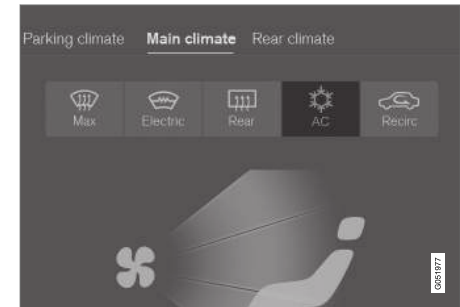 Parking climate Main climate Rear climate
Max Electric Rear AC Recirc
G051977